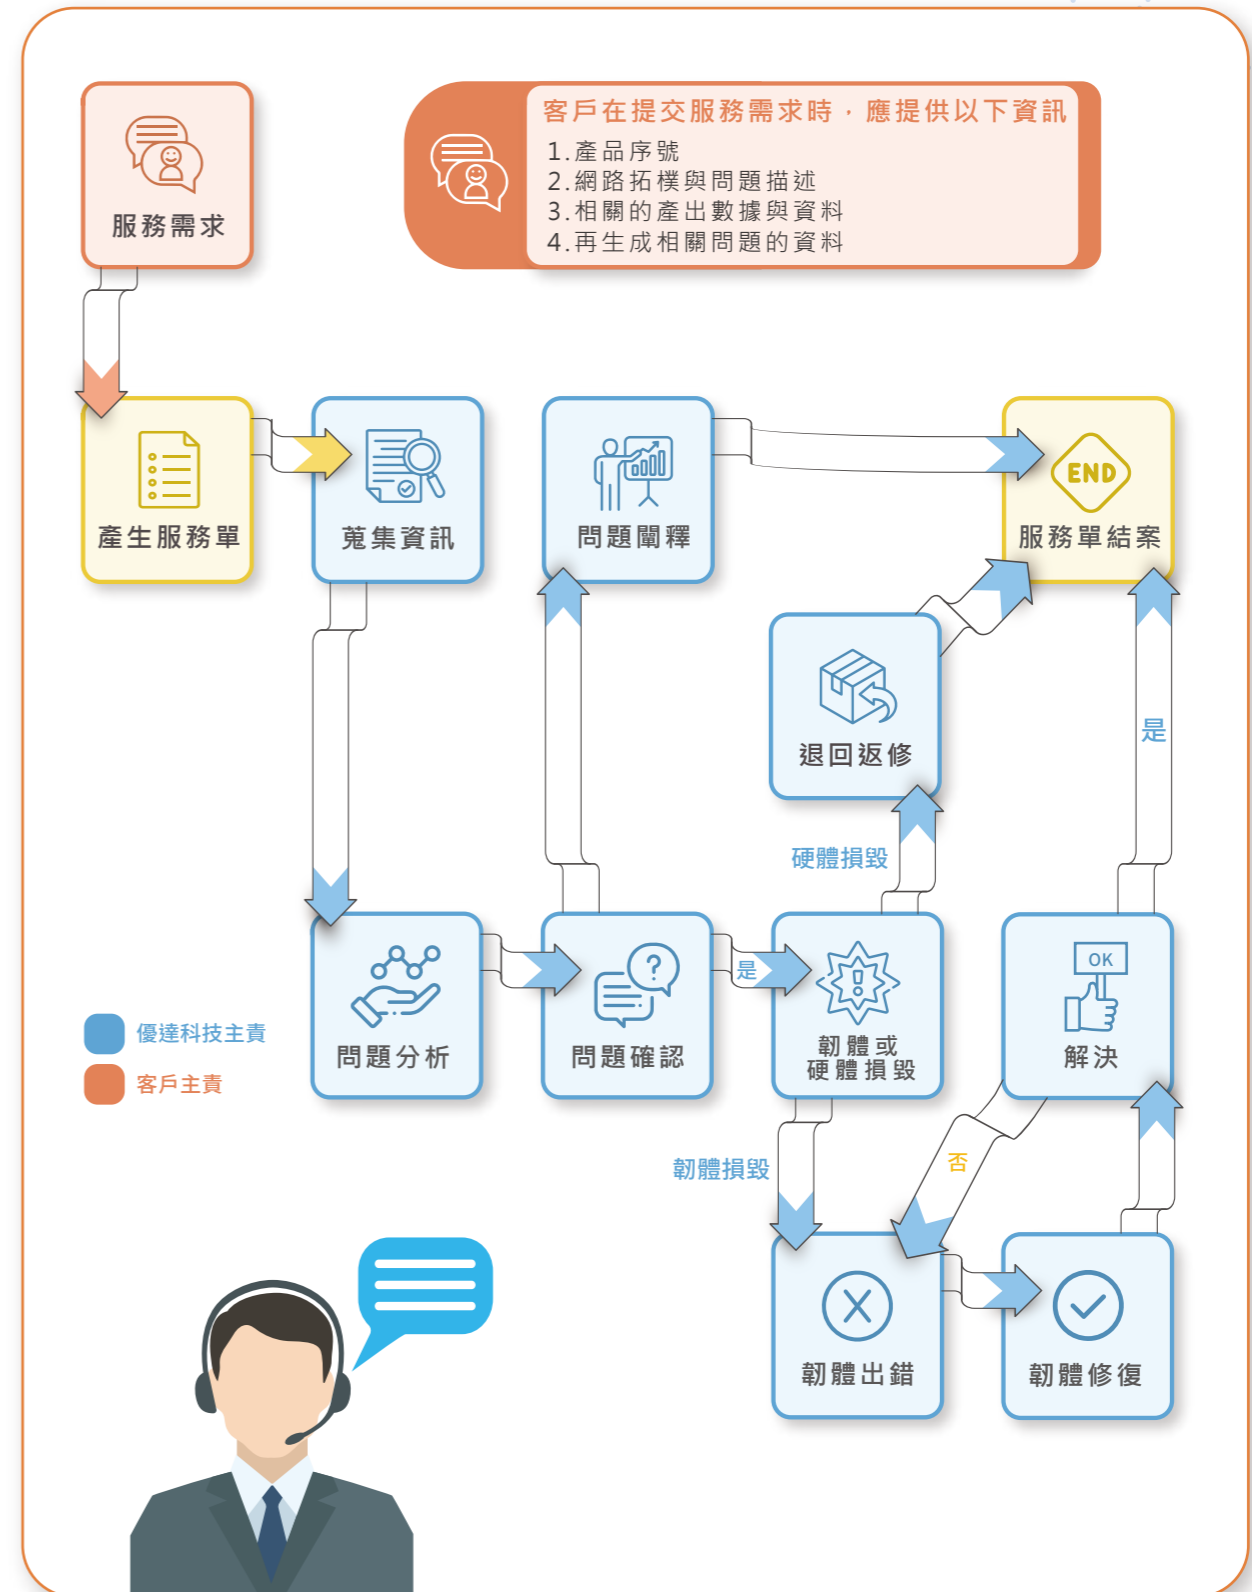 服務需求
客戶在提交服務需求時，應提供以下資訊
1.產品序號
2.網路拓樸與問題描述
3.相關的產出數據與資料
4.再生成相關問題的資料
產生服務單
蒐集資訊
問題闡釋
END
服務單結案
退回返修
是
硬體損毀
優達科技主責
客戶主責
問題分析
?
問題確認
是
!
韌體或
硬體損毀
OK
解決
韌體損毀
否
X
韌體出錯
韌體修復